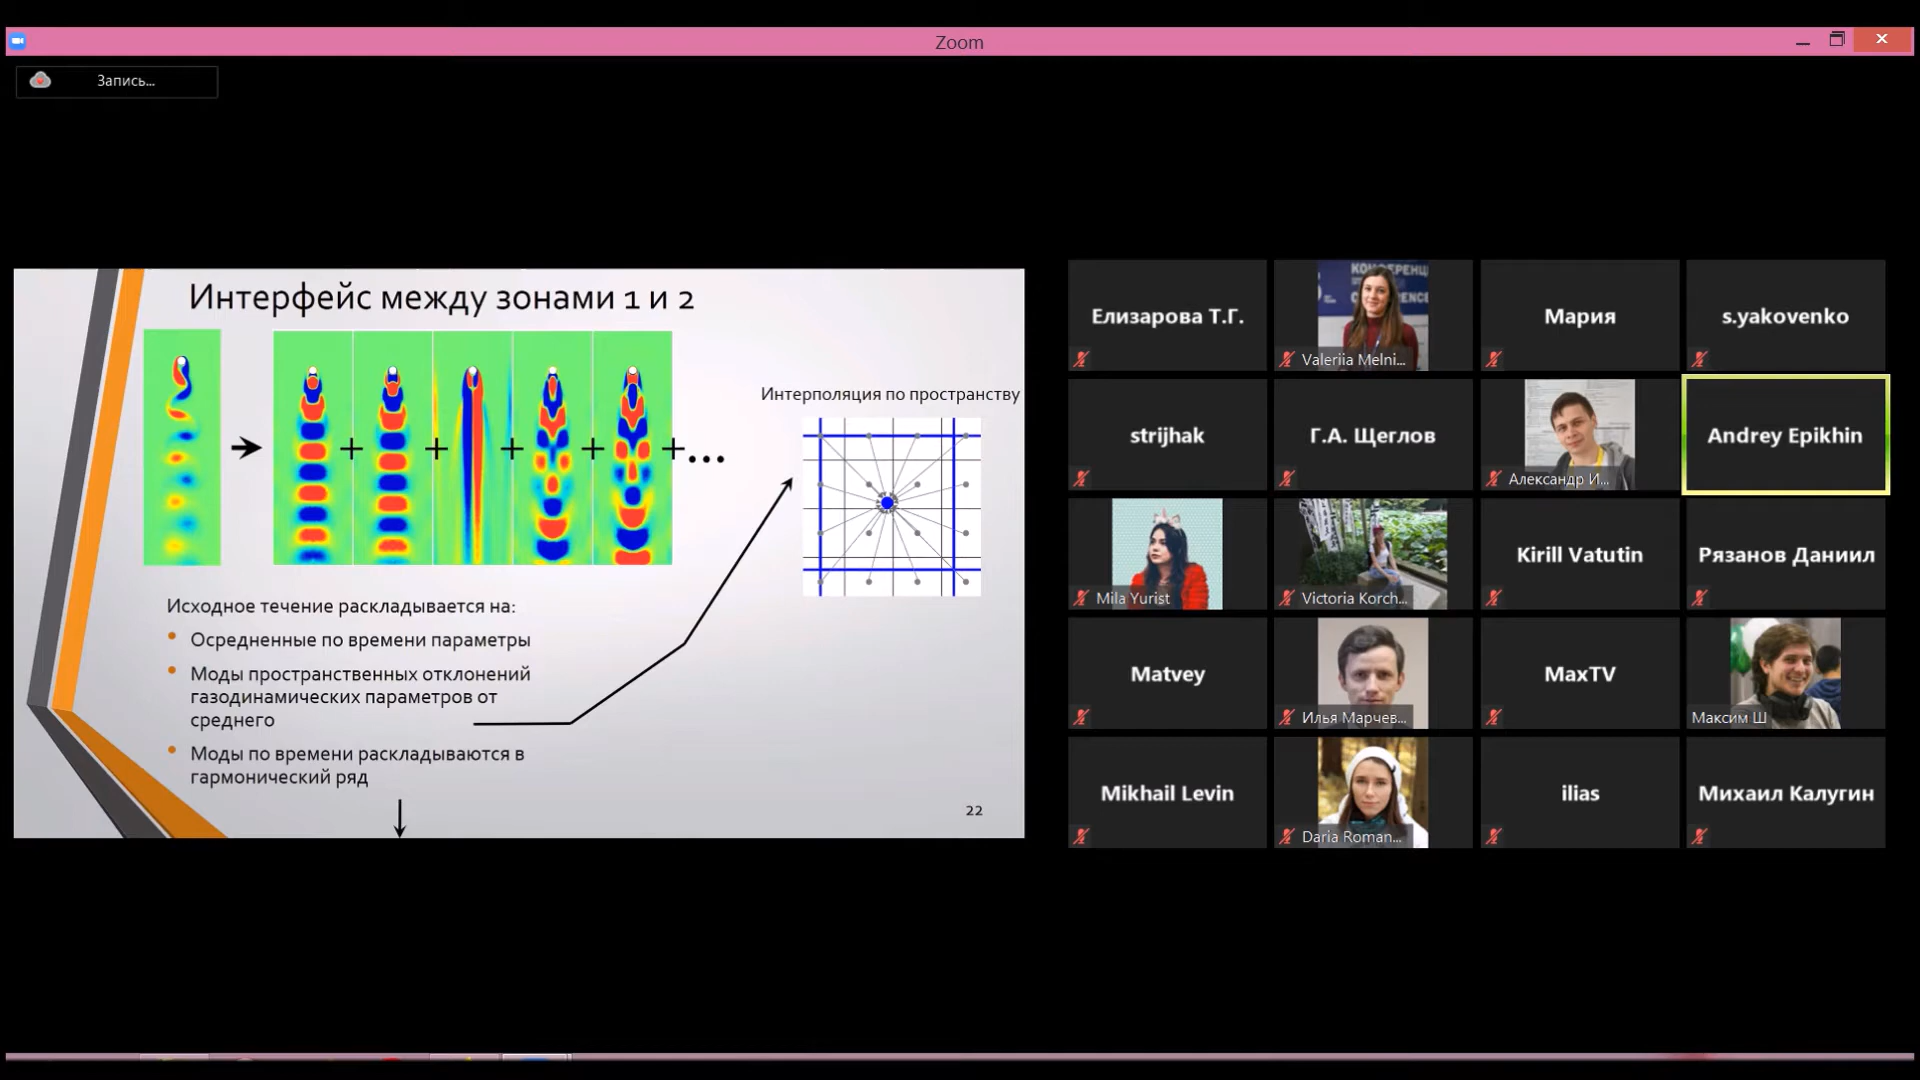 Zoom
Запись...
Интерфейс между зонами 1 и 2
Интерполяция по пространству
+ + + + +...
Исходное течение раскладывается на:
• Осредненные по времени параметры
• Моды пространственных отклонений
газодинамических параметров от
среднего
• Моды по времени раскладываются в
гармонический ряд
22
Елизарова Т.Г.
КОНФЕРЕНЦ
Valeriia Melni...
Мария
s.yakovenko
strijhak
Г.А. Щеглов
Александр И...
Andrey Epikhin
Mila Yurist
Victoria Korch...
Kirill Vatutin
Рязанов Даниил
Matvey
Илья Марчев...
MaxTV
Максим Ш
Mikhail Levin
Daria Roman...
ilias
Михаил Калугин